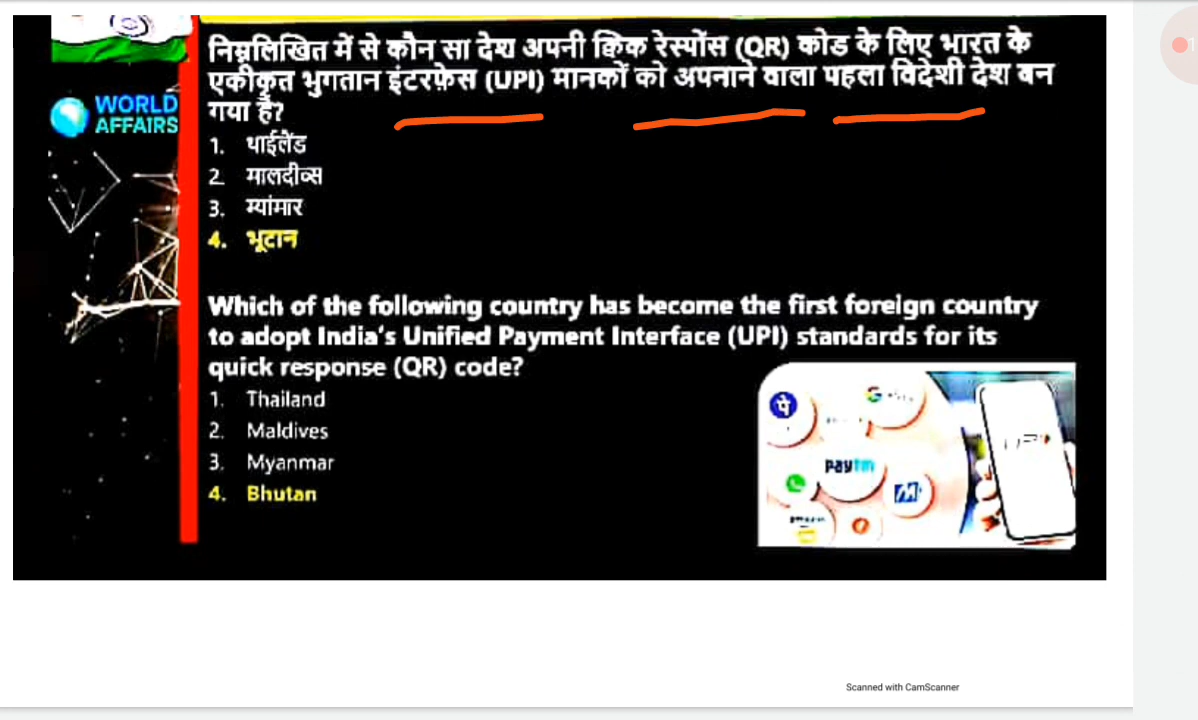 WORLD
AFFAIRS
निम्नलिखित में से कौन सा देश अपनी क्विक रेस्पोंस (QR) कोड के लिए भारत के
एकीकृत भुगतान इंटरफ़ेस (UPI) मानकों को अपनाने वाला पहला विदेशी देश बन
गया है?
1. थाईलैंड
2. मालदीव्स
3. म्यांमार
4. भूटान
Which of the following country has become the first foreign country
to adopt India's Unified Payment Interface (UPI) standards for its
quick response (QR) code?
1. Thailand
2. Maldives
3. Myanmar
4. Bhutan
पे
paytm
Scanned with CamScanner